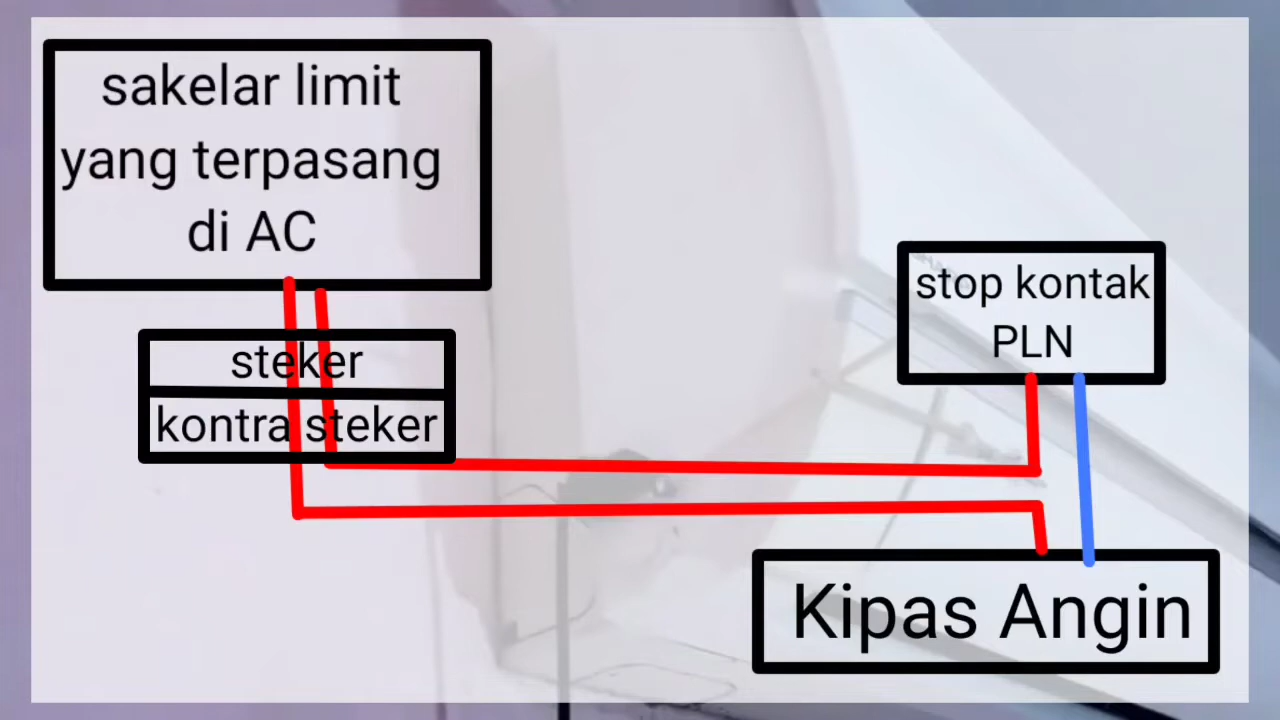 sakelar limit
yang terpasang
di AC
steker
kontra steker
stop kontak
PLN
Kipas Angin